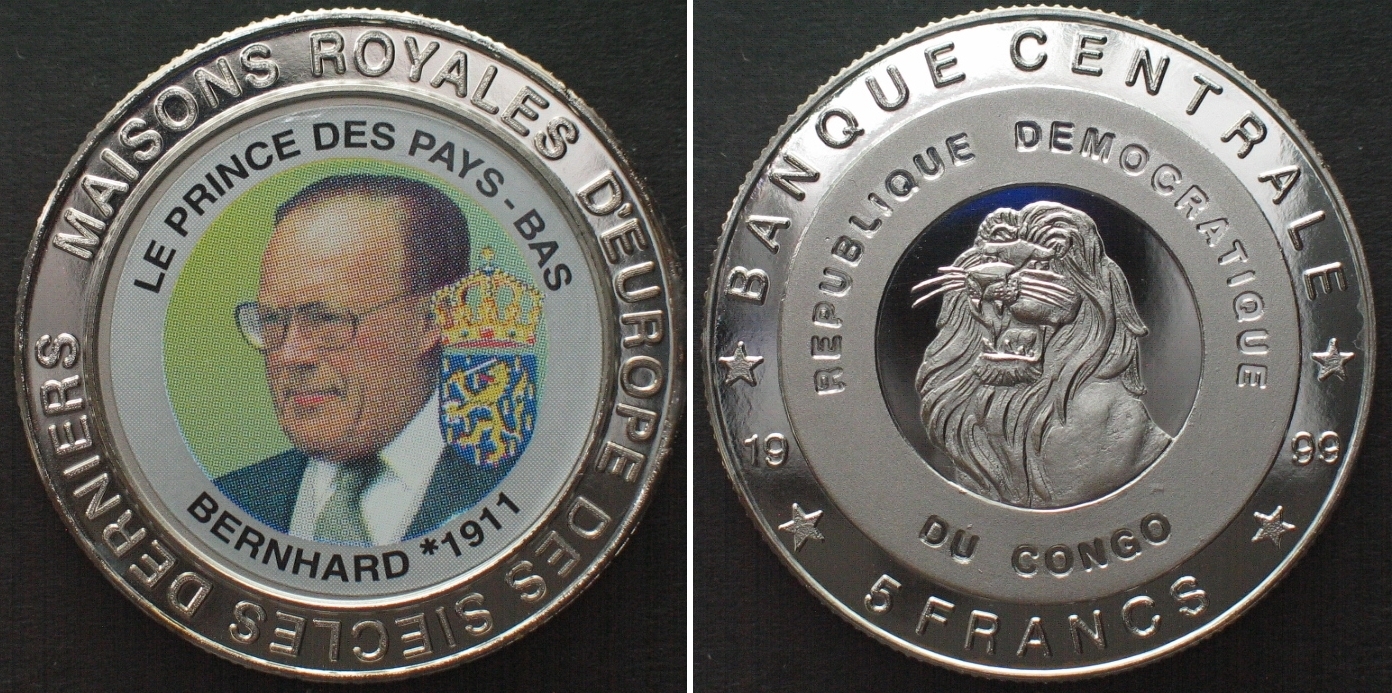 MAISONS ROYALES D'EUROPE DES SIECLES DERNIERS
LE PRINCE DES PAYS-BAS
BERNHARD *1911
BANQUE CENTRALE
REPUBLIQUE DEMOCRATIQUE
DU CONGO
19 99
5 FRANCS